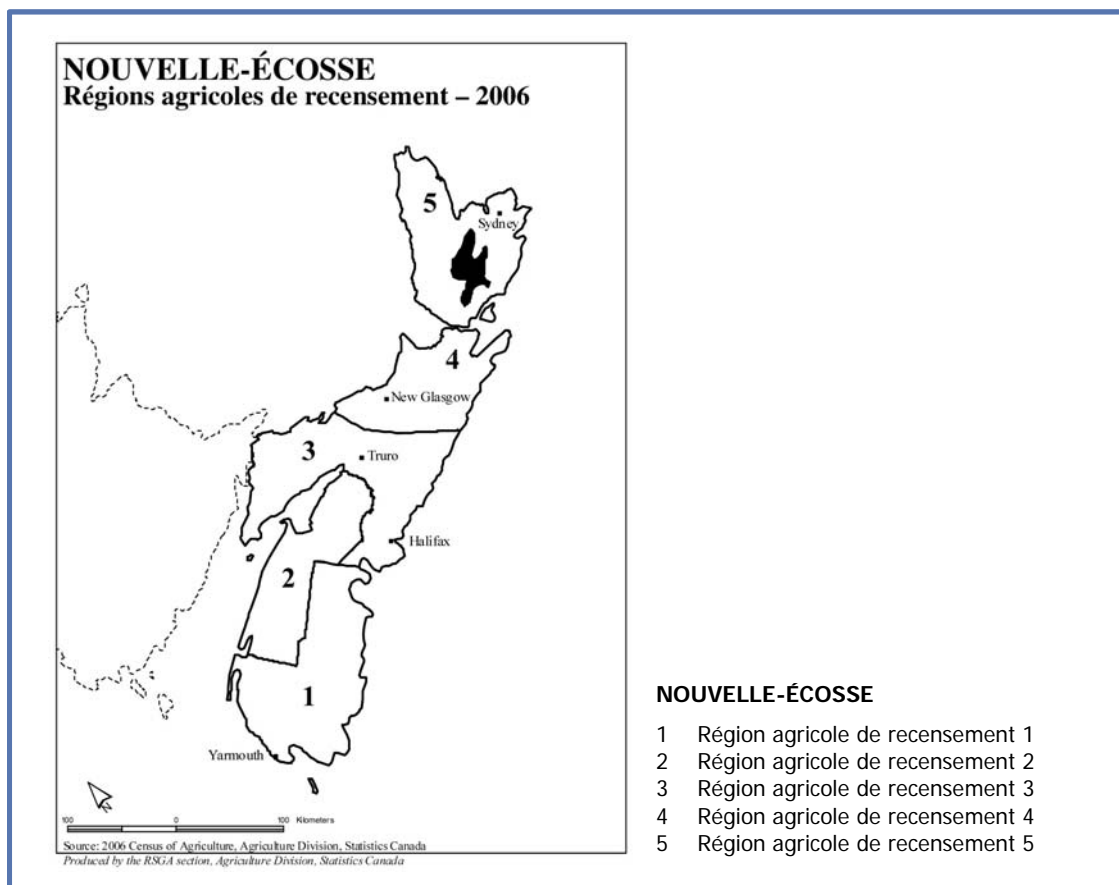 NOUVELLE-ÉCOSSE
Régions agricoles de recensement – 2006
5
Sydney
4
New Glasgow
3
Truro
Halifax
2
1
Yarmouth
N
100 0 100 Kilometers
Source: 2006 Census of Agriculture, Agriculture Division, Statistics Canada
Produced by the RSGA section, Agriculture Division, Statistics Canada
NOUVELLE-ÉCOSSE
1 Région agricole de recensement 1
2 Région agricole de recensement 2
3 Région agricole de recensement 3
4 Région agricole de recensement 4
5 Région agricole de recensement 5